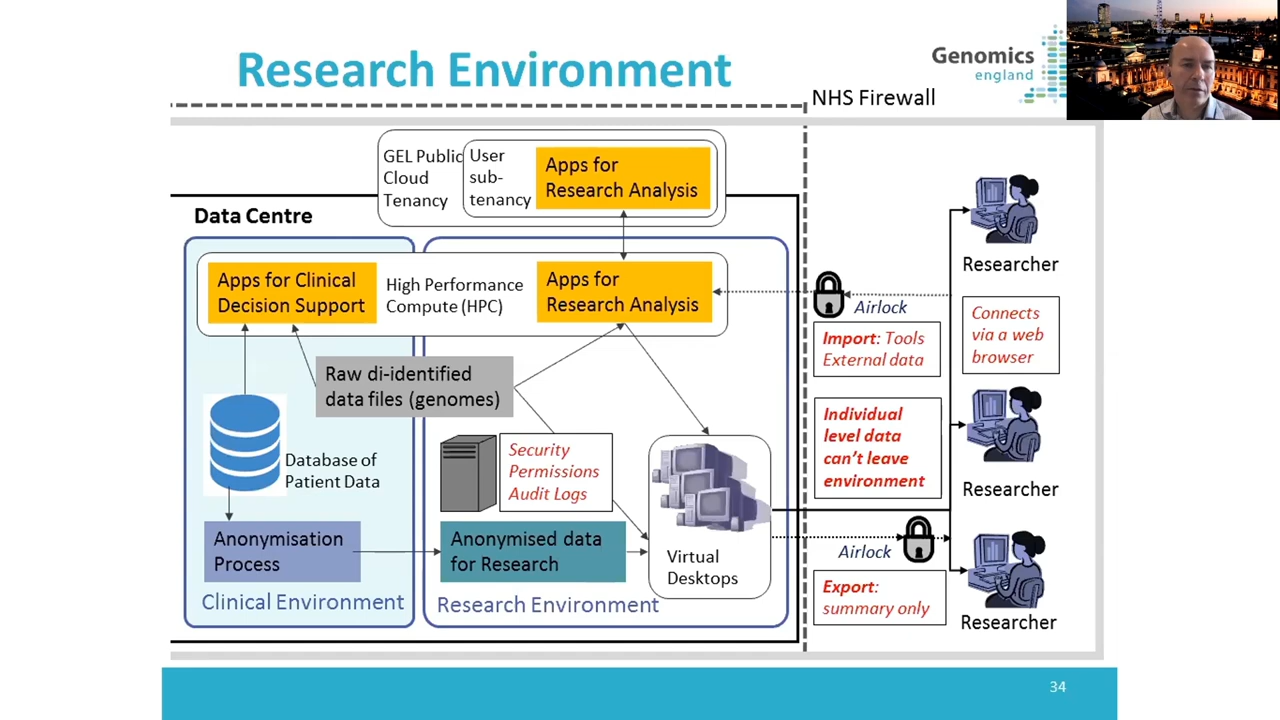 Research Environment
Genomics
england
NHS Firewall
GEL Public
Cloud
Tenancy
User
sub-
tenancy
Apps for
Research Analysis
Data Centre
Apps for Clinical
Decision Support
High Performance
Compute (HPC)
Apps for
Research Analysis
Airlock
Import: Tools
External data
Researcher
Connects
via a web
browser
Raw di-identified
data files (genomes)
Individual
level data
can't leave
environment
Database of
Patient Data
Security
Permissions
Audit Logs
Researcher
Anonymisation
Process
Anonymised data
for Research
Virtual
Desktops
Airlock
Export:
summary only
Researcher
Clinical Environment
Research Environment
34